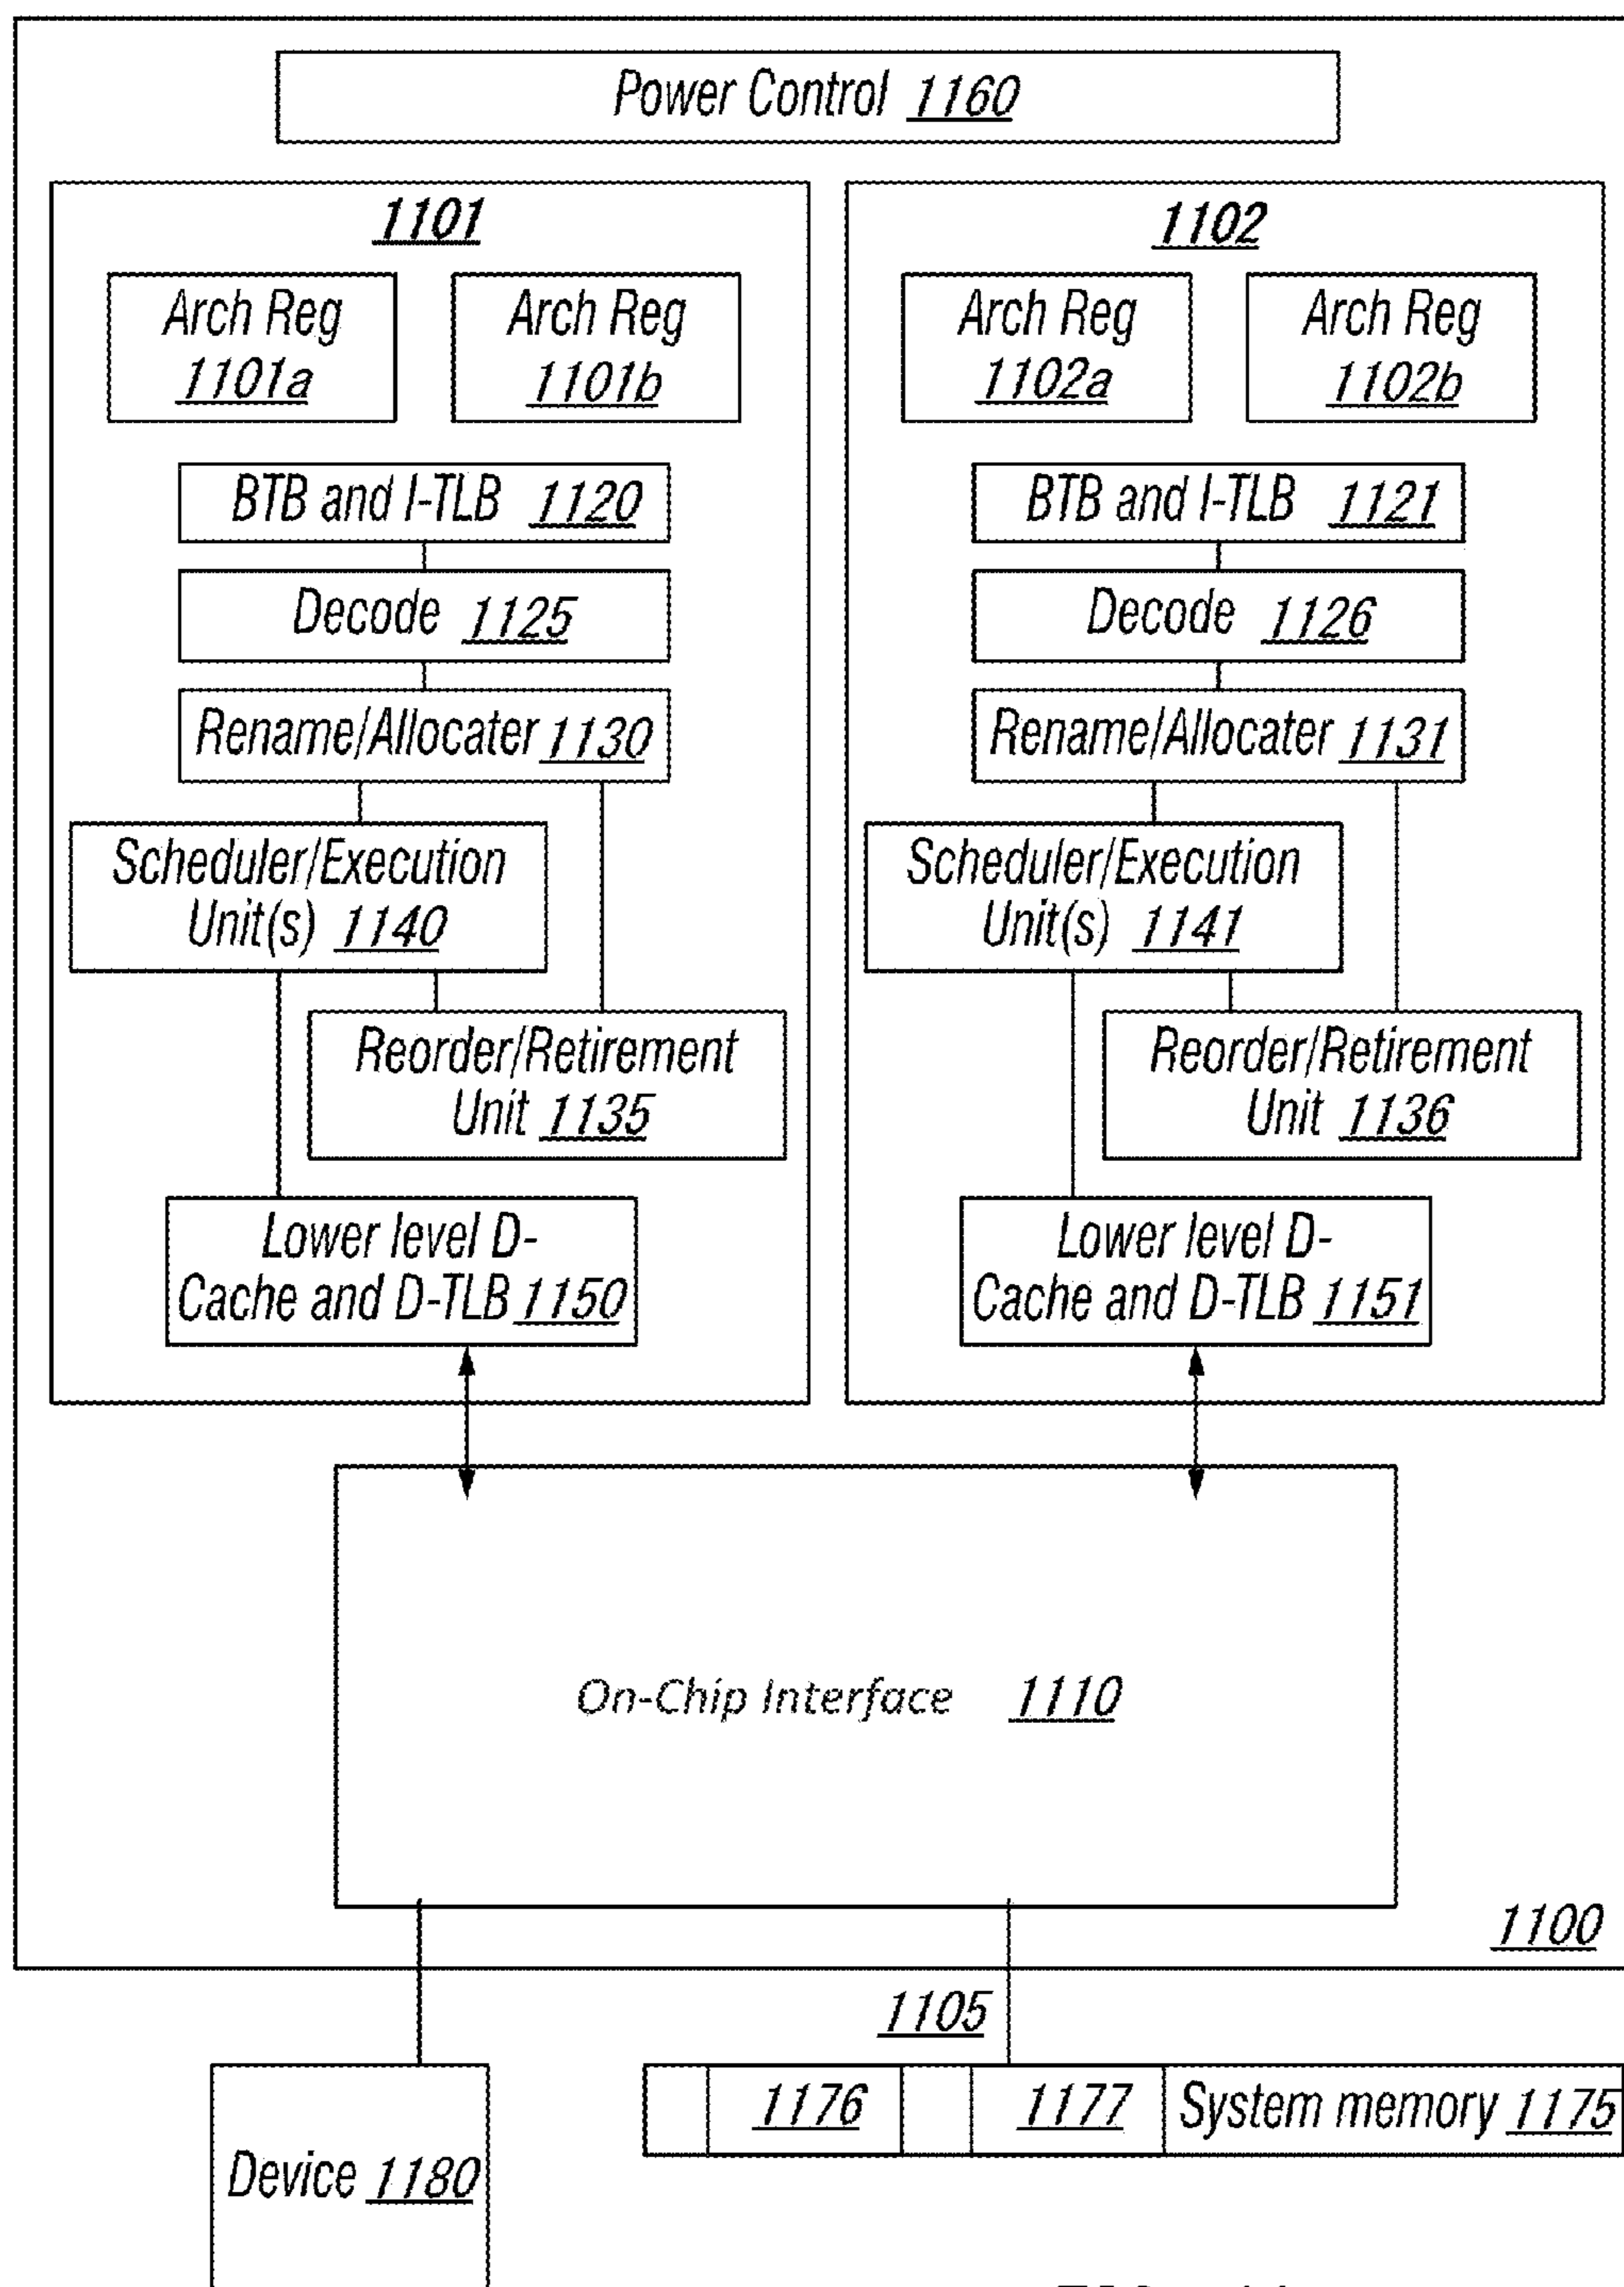 Power Control 1160
1101
Arch Reg
1101a
Arch Reg
1101b
BTB and I-TLB 1120
Decode 1125
Rename/Allocater 1130
Scheduler/Execution
Unit(s) 1140
Reorder/Retirement
Unit 1135
Lower level D-
Cache and D-TLB 1150
1102
Arch Reg
1102a
Arch Reg
1102b
BTB and I-TLB 1121
Decode 1126
Rename/Allocater 1131
Scheduler/Execution
Unit(s) 1141
Reorder/Retirement
Unit 1136
Lower level D-
Cache and D-TLB 1151
On-Chip Interface 1110
1100
1105
1176
1177
System memory 1175
Device 1180